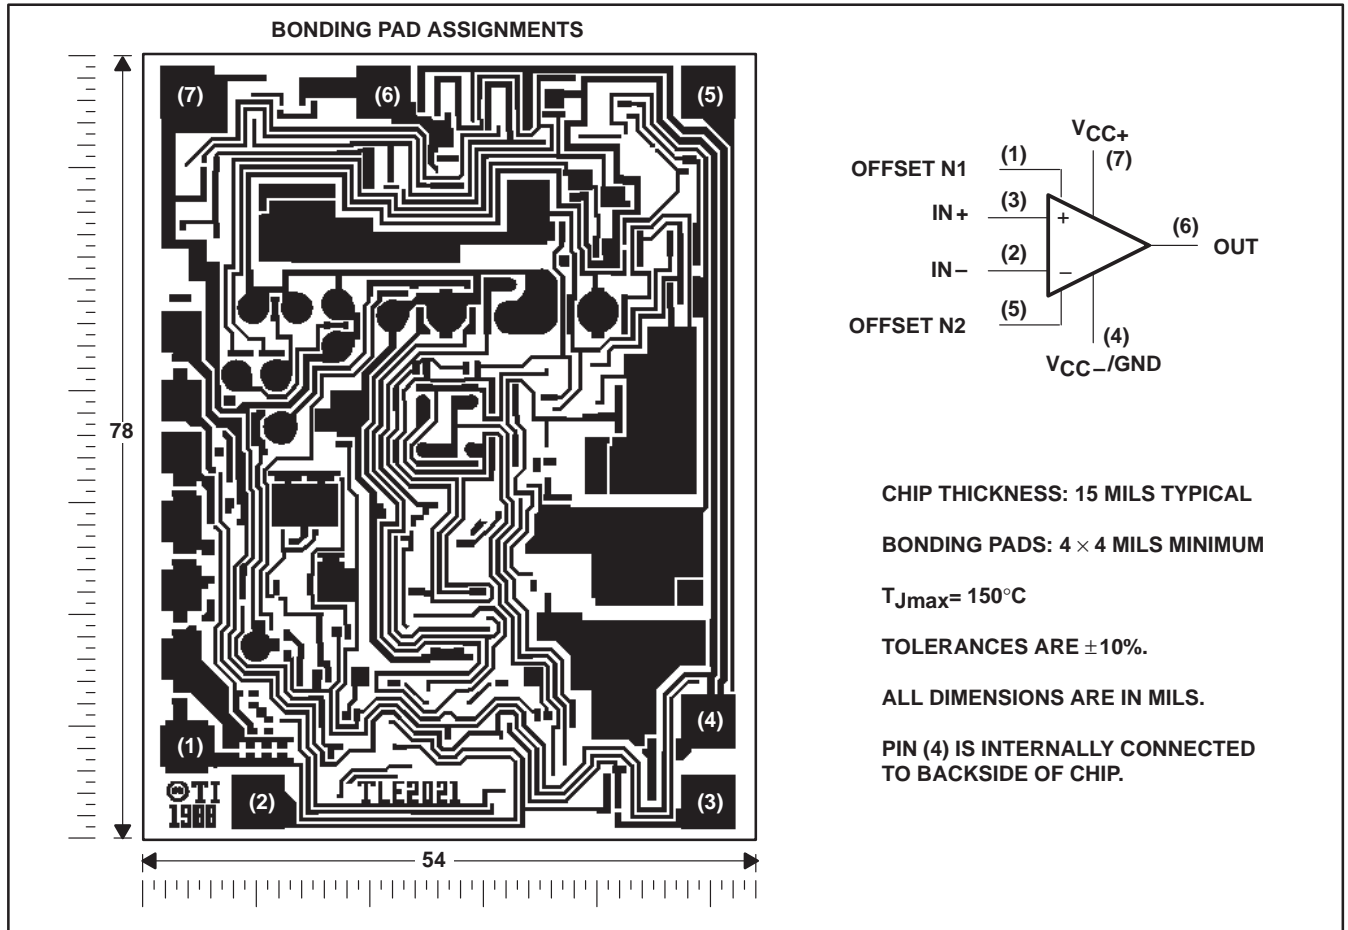 BONDING PAD ASSIGNMENTS
(7)
(6)
(5)
78
(4)
(1)
(2)
(3)
©TI
1988
TLE2021
54
VCC+
(7)
OFFSET N1
(1)
IN+
(3)
+
(6)
OUT
IN−
(2)
−
OFFSET N2
(5)
(4)
VCC−/GND
CHIP THICKNESS: 15 MILS TYPICAL
BONDING PADS: 4 × 4 MILS MINIMUM
TJmax= 150°C
TOLERANCES ARE ±10%.
ALL DIMENSIONS ARE IN MILS.
PIN (4) IS INTERNALLY CONNECTED
TO BACKSIDE OF CHIP.